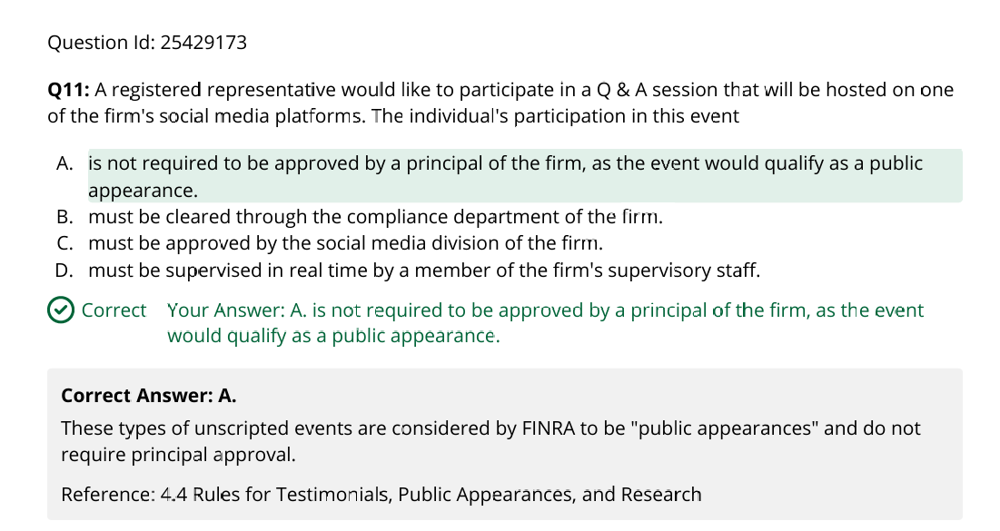 Question Id: 25429173
Q11: A registered representative would like to participate in a Q & A session that will be hosted on one
of the firm's social media platforms. The individual's participation in this event
A. is not required to be approved by a principal of the firm, as the event would qualify as a public
appearance.
B. must be cleared through the compliance department of the firm.
C. must be approved by the social media division of the firm.
D. must be supervised in real time by a member of the firm's supervisory staff.
Correct Your Answer: A. is not required to be approved by a principal of the firm, as the event
would qualify as a public appearance.
Correct Answer: A.
These types of unscripted events are considered by FINRA to be "public appearances" and do not
require principal approval.
Reference: 4.4 Rules for Testimonials, Public Appearances, and Research